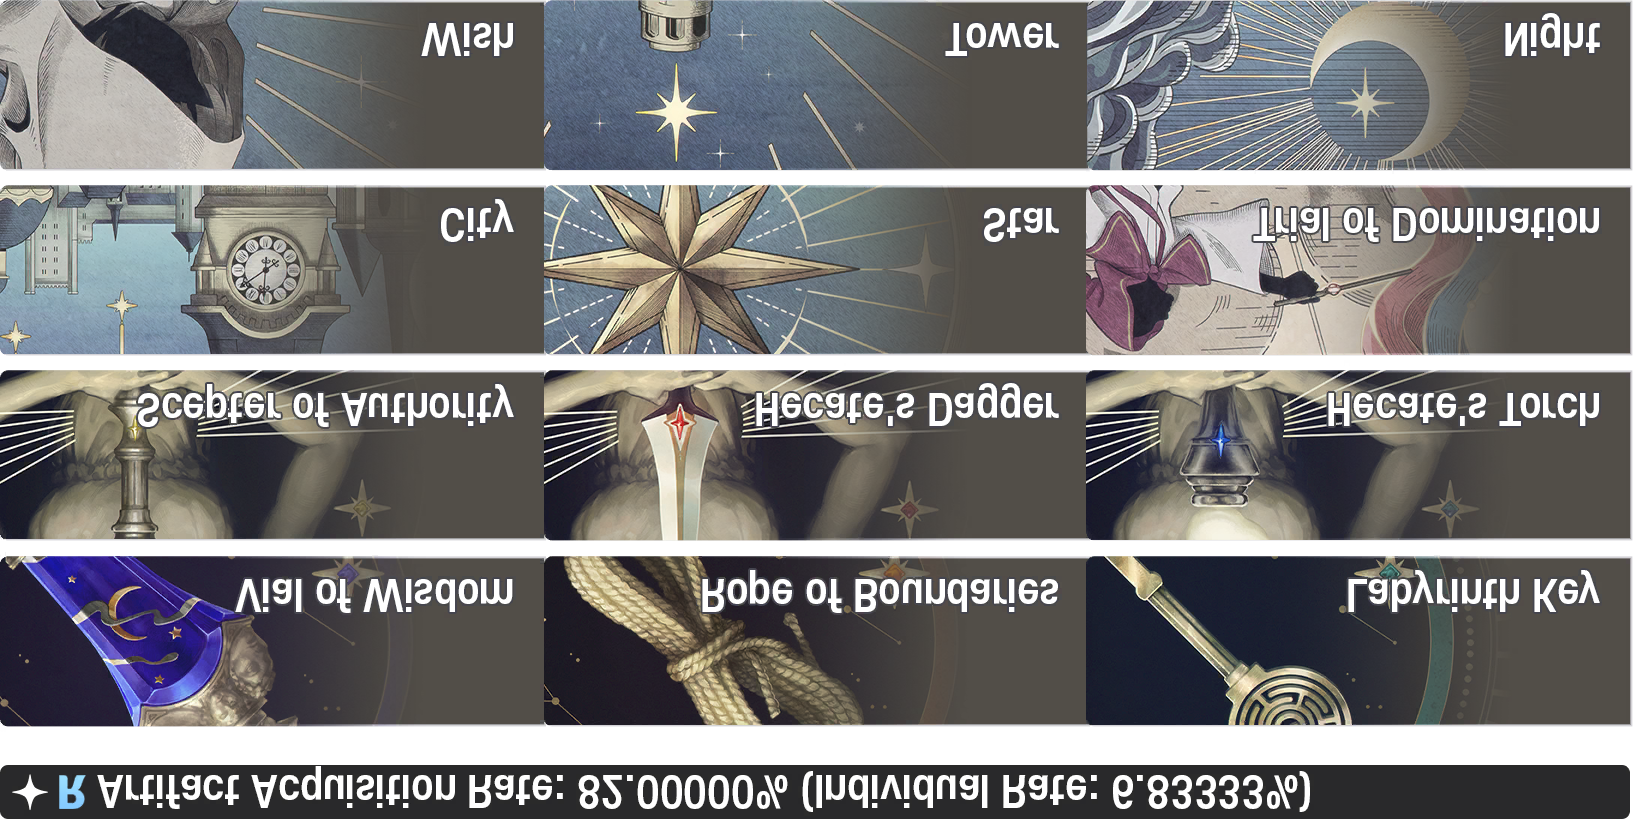 R Artifact Acquisition Rate: 82.00000% (Individual Rate: 6.83333%)
Vial of Wisdom
Rope of Boundaries
Labyrinth Key
Scepter of Authority
Hecate's Dagger
Hecate's Torch
City
Star
Trial of Domination
Wish
Tower
Night